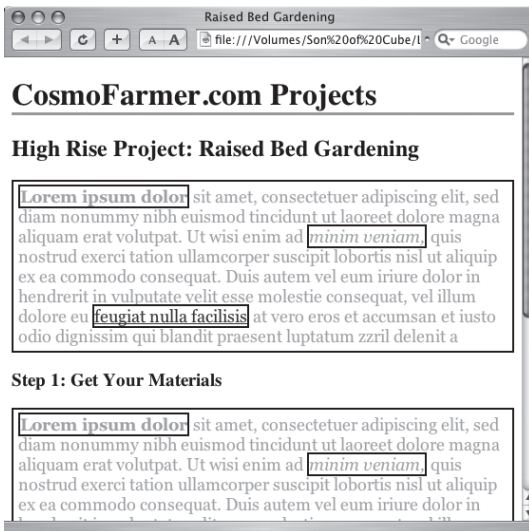 Raised Bed Gardening
A A file:///Volumes/Son%20of%20Cube/L Google
CosmoFarmer.com Projects
High Rise Project: Raised Bed Gardening
Lorem ipsum dolor sit amet, consectetuer adipiscing elit, sed
diam nonummy nibh euismod tincidunt ut laoreet dolore magna
aliquam erat volutpat. Ut wisi enim ad minim veniam, quis
nostrud exerci tation ullamcorper suscipit lobortis nisl ut aliquip
ex ea commodo consequat. Duis autem vel eum iriure dolor in
hendrerit in vulputate velit esse molestie consequat, vel illum
dolore eu feugiat nulla facilisis at vero eros et accumsan et iusto
odio dignissim qui blandit praesent luptatum zzril delenit a
Step 1: Get Your Materials
Lorem ipsum dolor sit amet, consectetuer adipiscing elit, sed
diam nonummy nibh euismod tincidunt ut laoreet dolore magna
aliquam erat volutpat. Ut wisi enim ad minim veniam, quis
nostrud exerci tation ullamcorper suscipit lobortis nisl ut aliquip
ex ea commodo consequat. Duis autem vel eum iriure dolor in